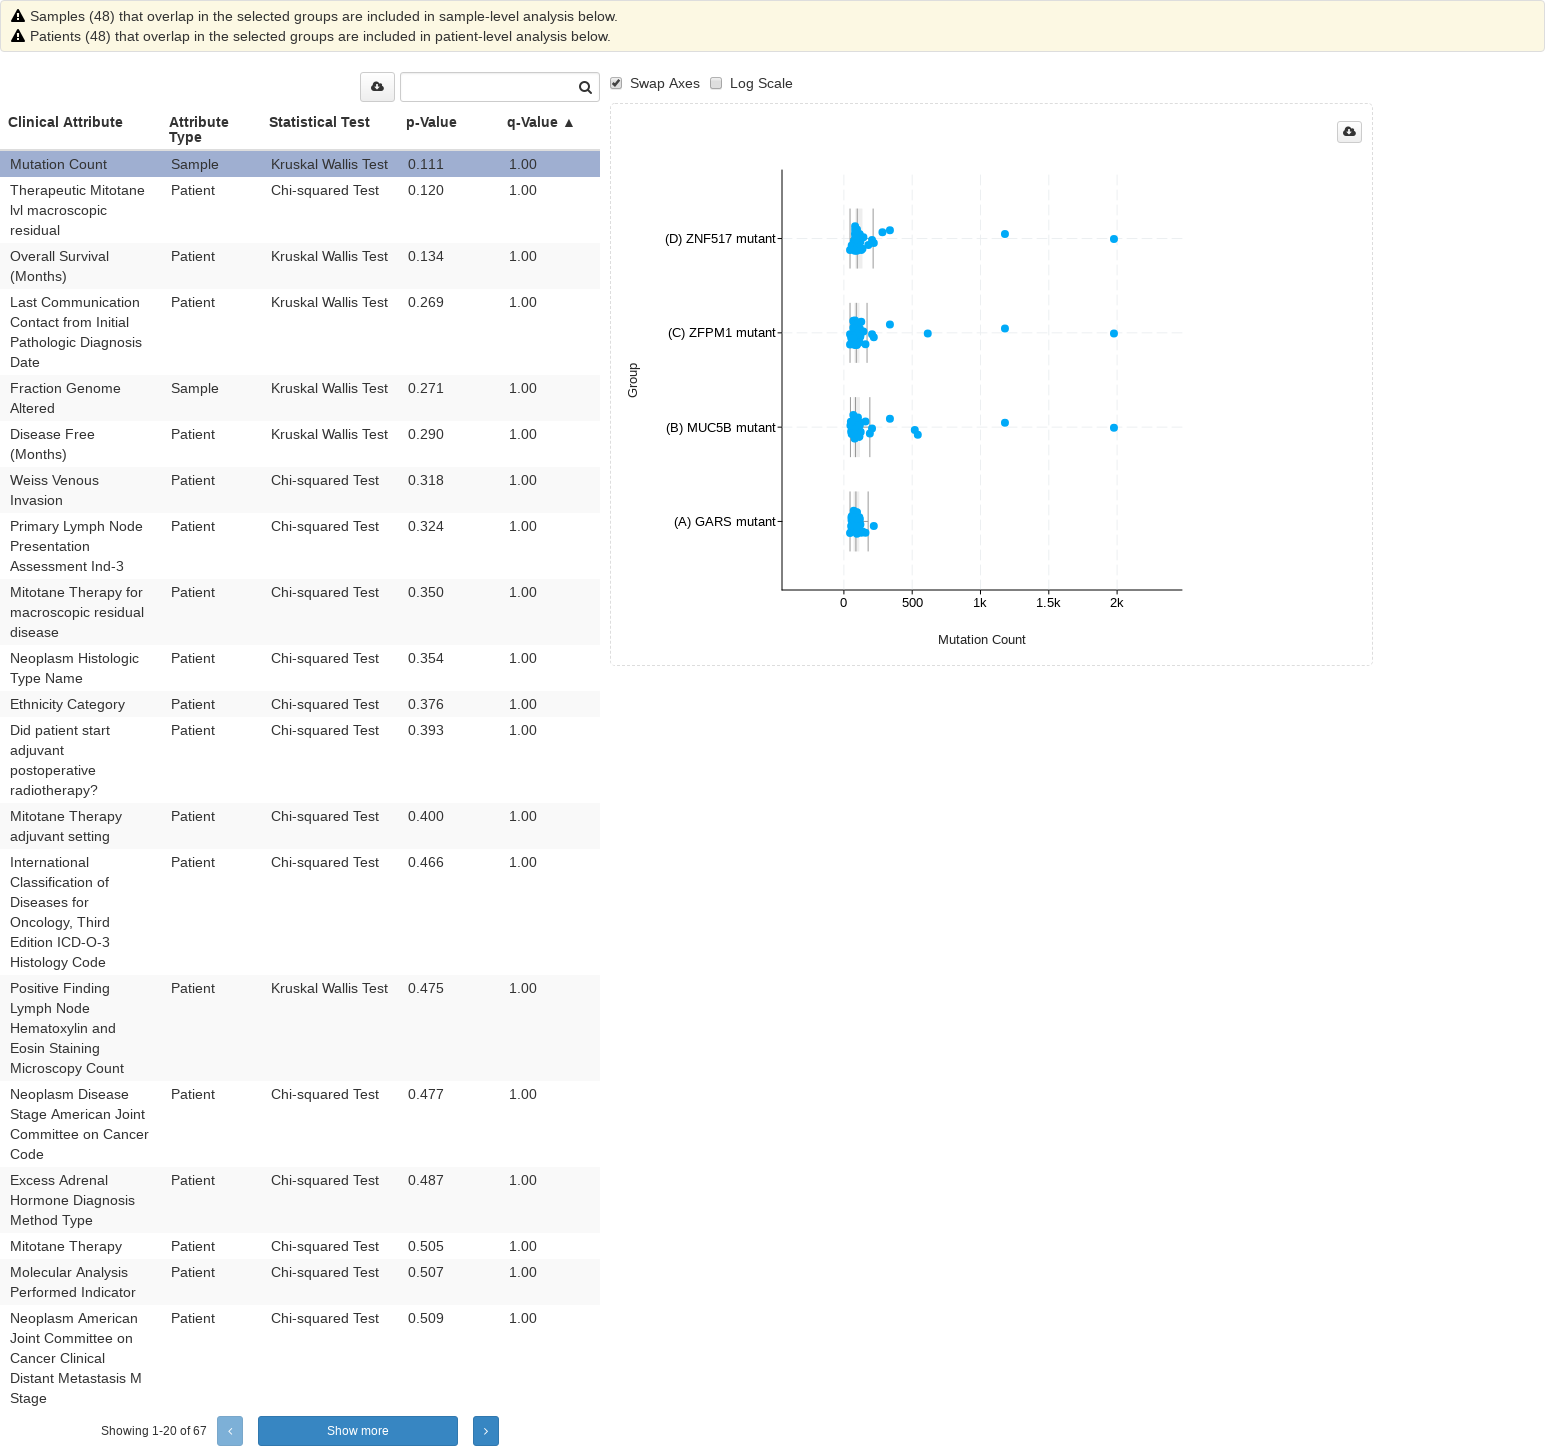 Samples (48) that overlap in the selected groups are included in sample-level analysis below.
Patients (48) that overlap in the selected groups are included in patient-level analysis below.
Swap Axes Log Scale
Clinical Attribute Attribute Type Statistical Test p-Value q-Value ▲
Mutation Count Sample Kruskal Wallis Test 0.111 1.00
Therapeutic Mitotane Patient Chi-squared Test 0.120 1.00
lvl macroscopic
residual
Overall Survival Patient Kruskal Wallis Test 0.134 1.00
(Months)
Last Communication Patient Kruskal Wallis Test 0.269 1.00
Contact from Initial
Pathologic Diagnosis
Date
Fraction Genome Sample Kruskal Wallis Test 0.271 1.00
Altered
Disease Free Patient Kruskal Wallis Test 0.290 1.00
(Months)
Weiss Venous Patient Chi-squared Test 0.318 1.00
Invasion
Primary Lymph Node Patient Chi-squared Test 0.324 1.00
Presentation
Assessment Ind-3
Mitotane Therapy for Patient Chi-squared Test 0.350 1.00
macroscopic residual
disease
Neoplasm Histologic Patient Chi-squared Test 0.354 1.00
Type Name
Ethnicity Category Patient Chi-squared Test 0.376 1.00
Did patient start Patient Chi-squared Test 0.393 1.00
adjuvant
postoperative
radiotherapy?
Mitotane Therapy Patient Chi-squared Test 0.400 1.00
adjuvant setting
International Patient Chi-squared Test 0.466 1.00
Classification of
Diseases for
Oncology, Third
Edition ICD-O-3
Histology Code
Positive Finding Patient Kruskal Wallis Test 0.475 1.00
Lymph Node
Hematoxylin and
Eosin Staining
Microscopy Count
Neoplasm Disease Patient Chi-squared Test 0.477 1.00
Stage American Joint
Committee on Cancer
Code
Excess Adrenal Patient Chi-squared Test 0.487 1.00
Hormone Diagnosis
Method Type
Mitotane Therapy Patient Chi-squared Test 0.505 1.00
Molecular Analysis Patient Chi-squared Test 0.507 1.00
Performed Indicator
Neoplasm American Patient Chi-squared Test 0.509 1.00
Joint Committee on
Cancer Clinical
Distant Metastasis M
Stage
Showing 1-20 of 67 ‹ Show more ›
(D) ZNF517 mutant
(C) ZFPM1 mutant
(B) MUC5B mutant
(A) GARS mutant
Group
0 500 1k 1.5k 2k
Mutation Count